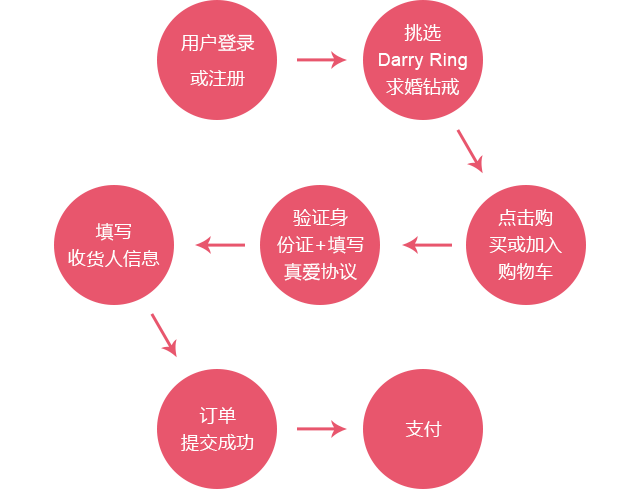 用户登录
或注册
挑选
Darry Ring
求婚钻戒
点击购
买或加入
购物车
验证身
份证+填写
真爱协议
填写
收货人信息
订单
提交成功
支付